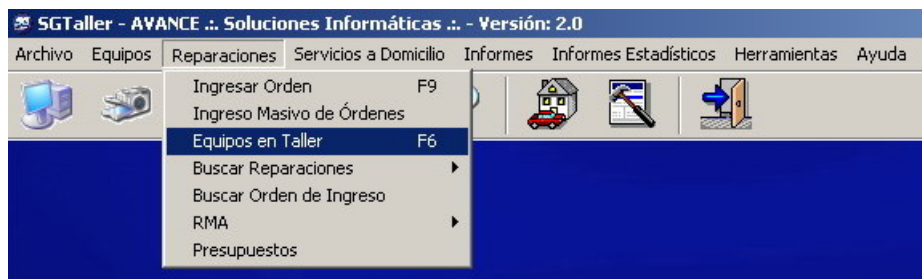 SGTaller - AVANCE .:. Soluciones Informáticas .:. - Versión: 2.0
Archivo Equipos Reparaciones Servicios a Domicilio Informes Informes Estadísticos Herramientas Ayuda
Ingresar Orden F9
Ingreso Masivo de Órdenes
Equipos en Taller F6
Buscar Reparaciones
Buscar Orden de Ingreso
RMA
Presupuestos